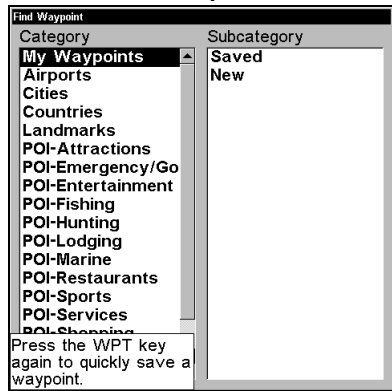 Find Waypoint
Category
Subcategory
My Waypoints
Airports
Cities
Countries
Landmarks
POI-Attractions
POI-Emergency/Go
POI-Entertainment
POI-Fishing
POI-Hunting
POI-Lodging
POI-Marine
POI-Restaurants
POI-Sports
POI-Services
POI-Shopping
Saved
New
Press the WPT key
again to quickly save a
waypoint.